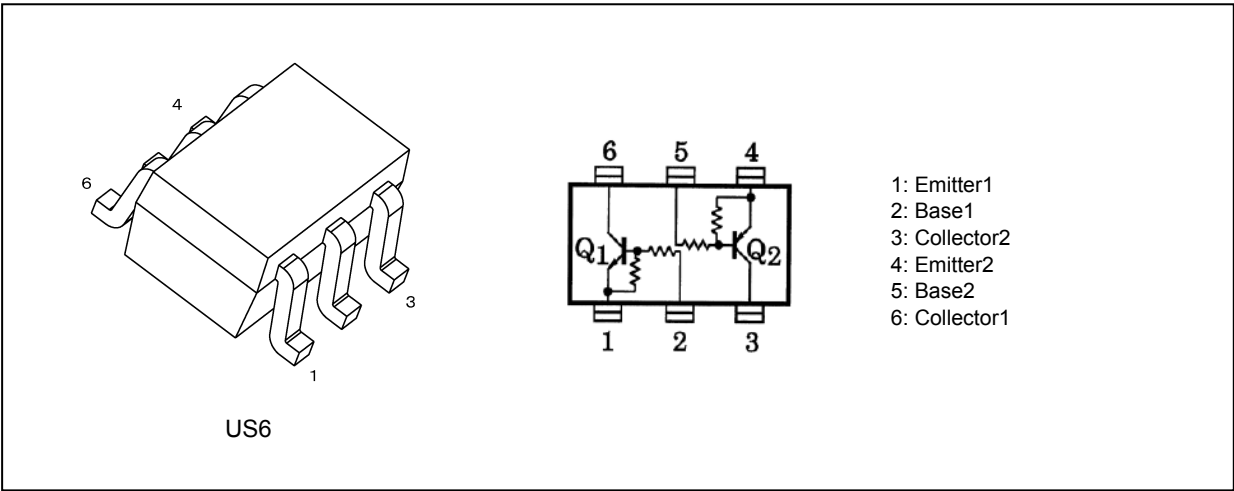 4
6
3
1
US6
6 5 4
Q1 Q2
1 2 3
1: Emitter1
2: Base1
3: Collector2
4: Emitter2
5: Base2
6: Collector1